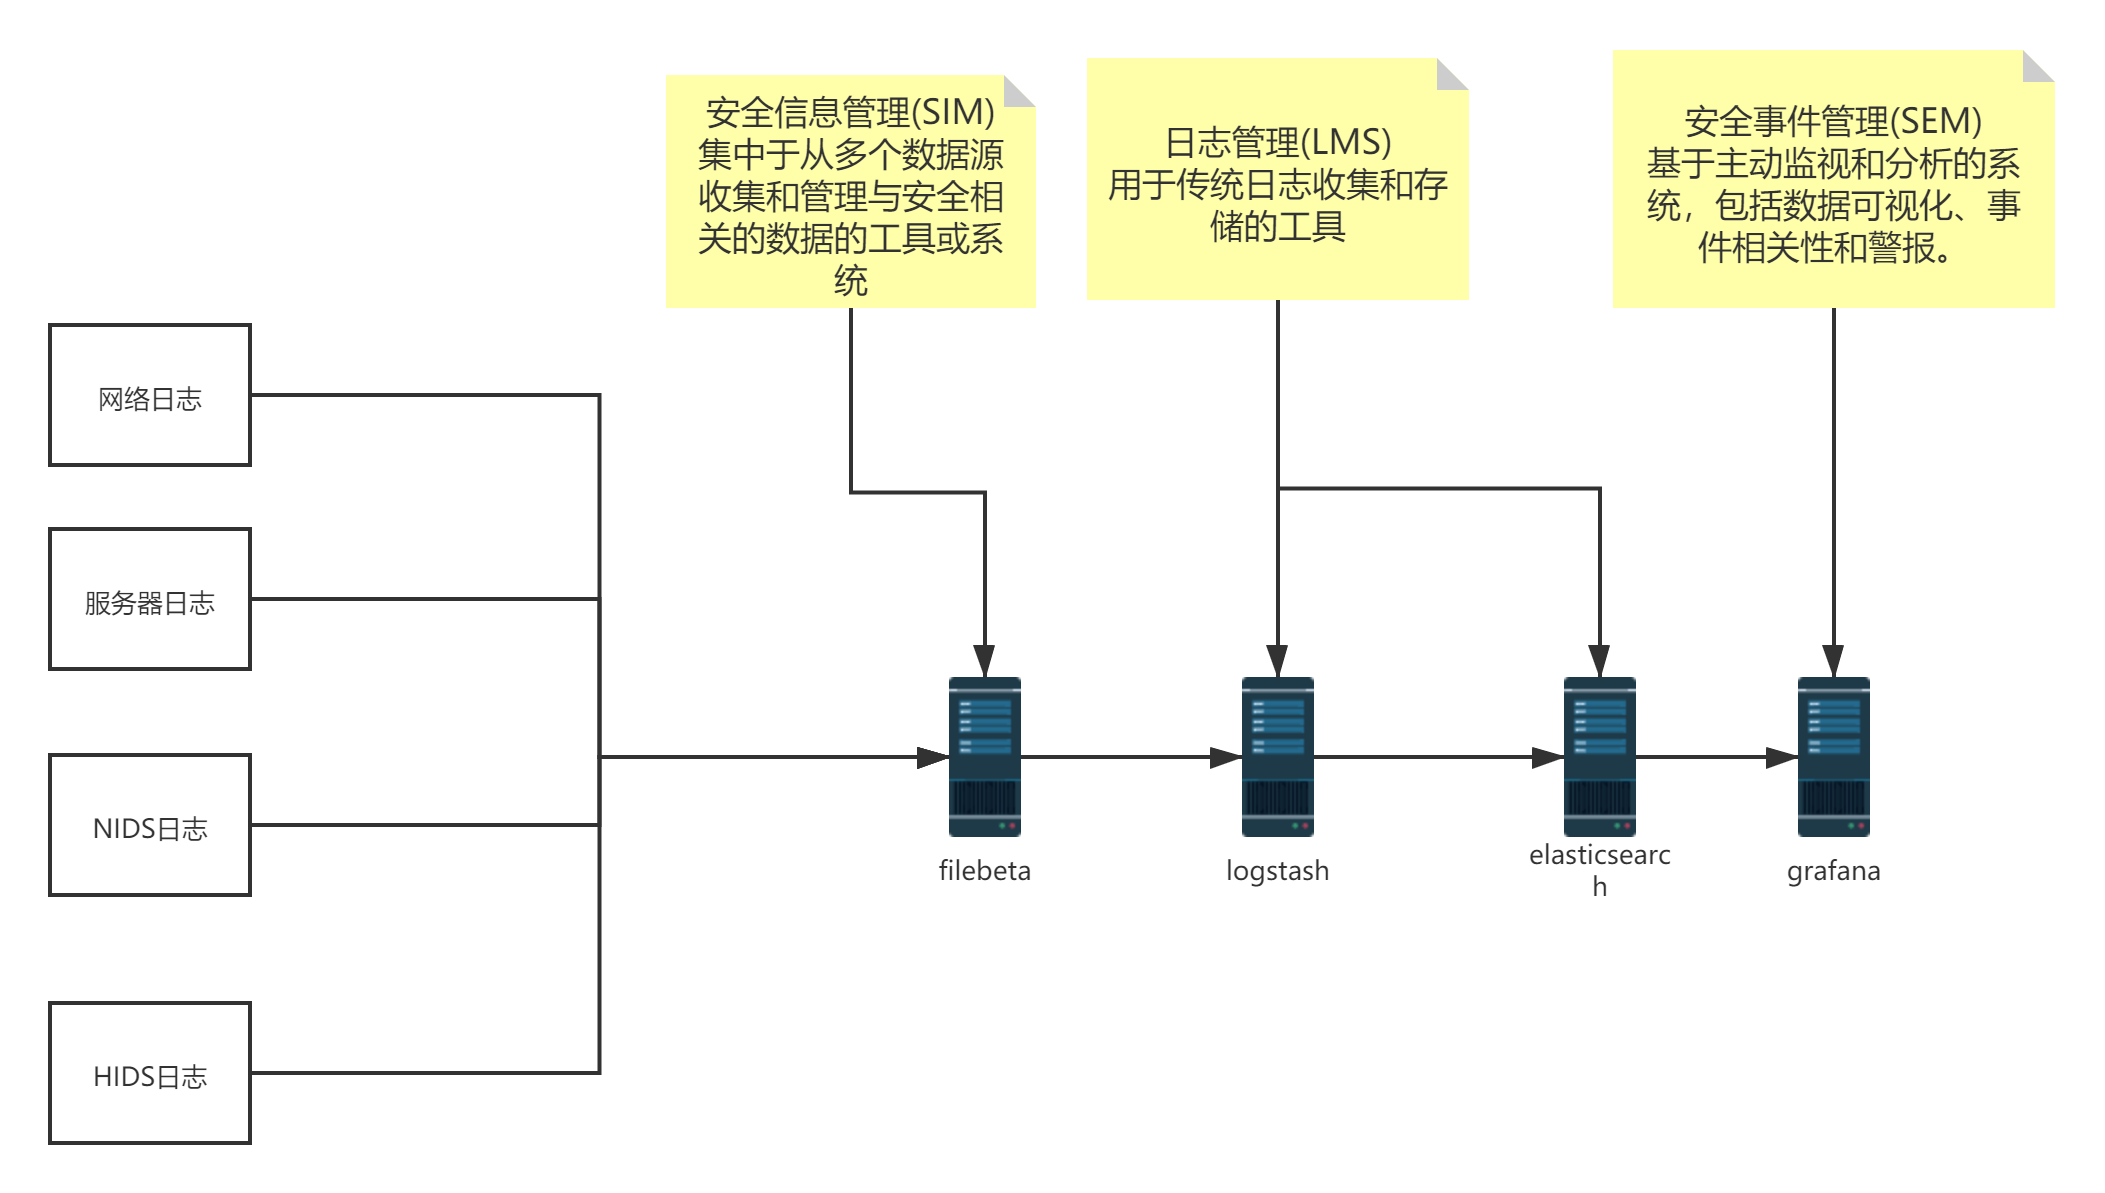 安全信息管理(SIM)
集中于从多个数据源
收集和管理与安全相
关的数据的工具或系
统
日志管理(LMS)
用于传统日志收集和存
储的工具
安全事件管理(SEM)
基于主动监视和分析的系
统，包括数据可视化、事
件相关性和警报。
网络日志
服务器日志
NIDS日志
HIDS日志
filebeta
logstash
elasticsearc
h
grafana